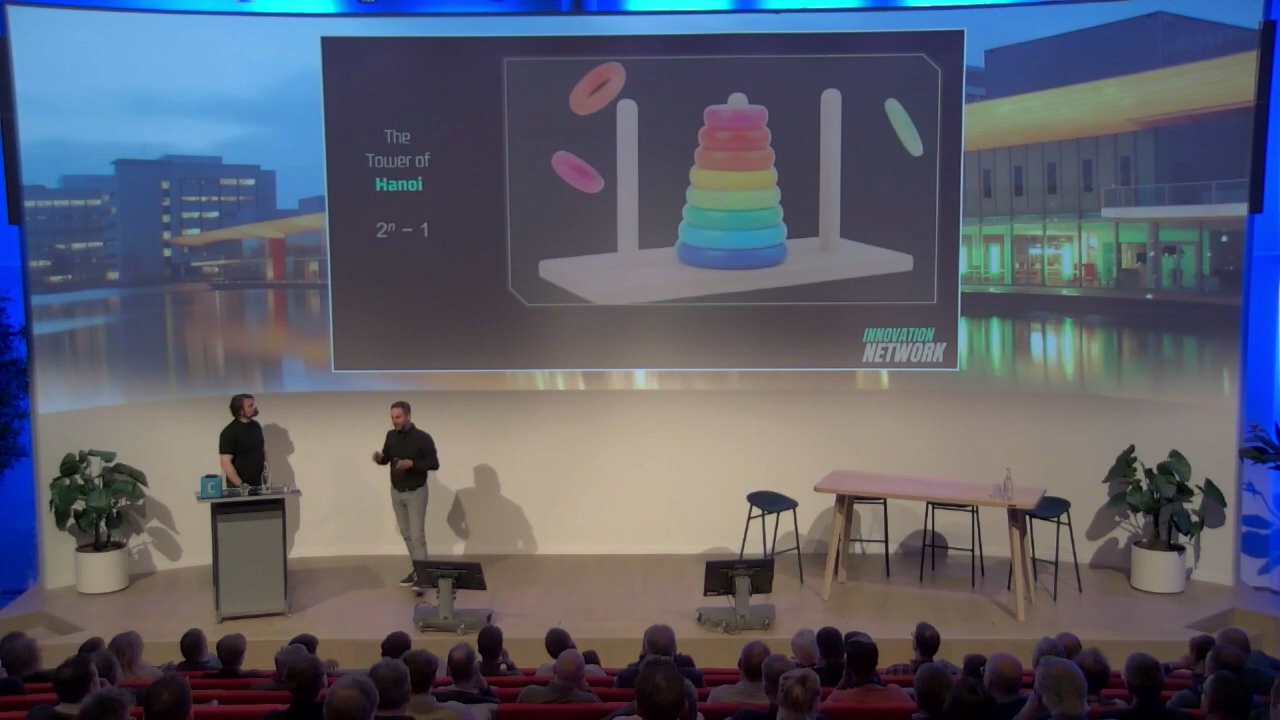 The
Tower of
Hanoi
2ⁿ − 1
INNOVATION
NETWORK
C